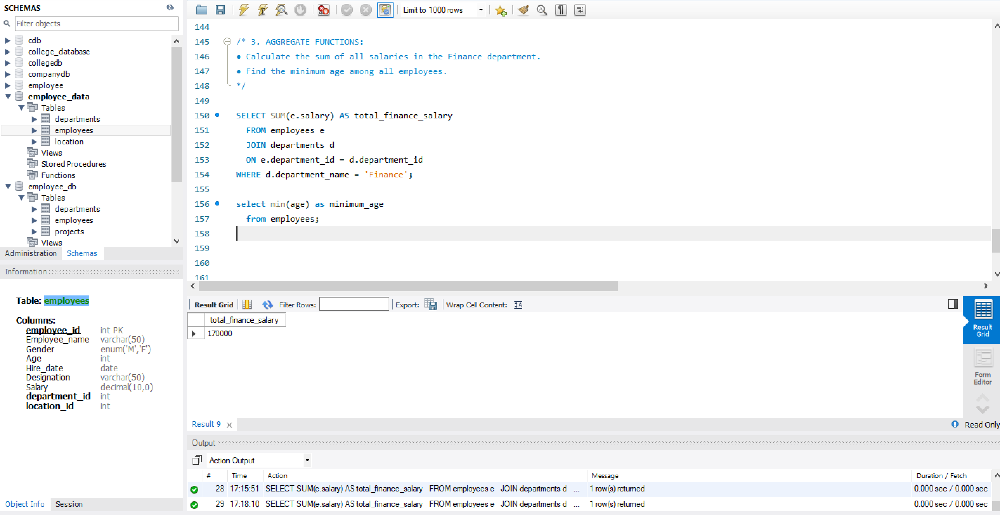 SCHEMAS
Filter objects
cdb
college_database
collegedb
companydb
employee
employee_data
Tables
departments
employees
location
Views
Stored Procedures
Functions
employee_db
Tables
departments
employees
projects
Views
Administration Schemas
Information
Table: employees
Columns:
employee_id int PK
Employee_name varchar(50)
Gender enum('M','F')
Age int
Hire_date date
Designation varchar(50)
Salary decimal(10,0)
department_id int
location_id int
Object Info Session
Limit to 1000 rows
144
145 /* 3. AGGREGATE FUNCTIONS:
146 • Calculate the sum of all salaries in the Finance department.
147 • Find the minimum age among all employees.
148 */
149
150 SELECT SUM(e.salary) AS total_finance_salary
151 FROM employees e
152 JOIN departments d
153 ON e.department_id = d.department_id
154 WHERE d.department_name = 'Finance';
155
156 select min(age) as minimum_age
157 from employees;
158
159
160
161
Result Grid Filter Rows: Export: Wrap Cell Content:
total_finance_salary
170000
Result Grid
Form Editor
Result 9
Read Only
Output
Action Output
# Time Action Message Duration / Fetch
28 17:15:51 SELECT SUM(e.salary) AS total_finance_salary FROM employees e JOIN departments d ... 1 row(s) returned 0.000 sec / 0.000 sec
29 17:18:10 SELECT SUM(e.salary) AS total_finance_salary FROM employees e JOIN departments d ... 1 row(s) returned 0.000 sec / 0.000 sec